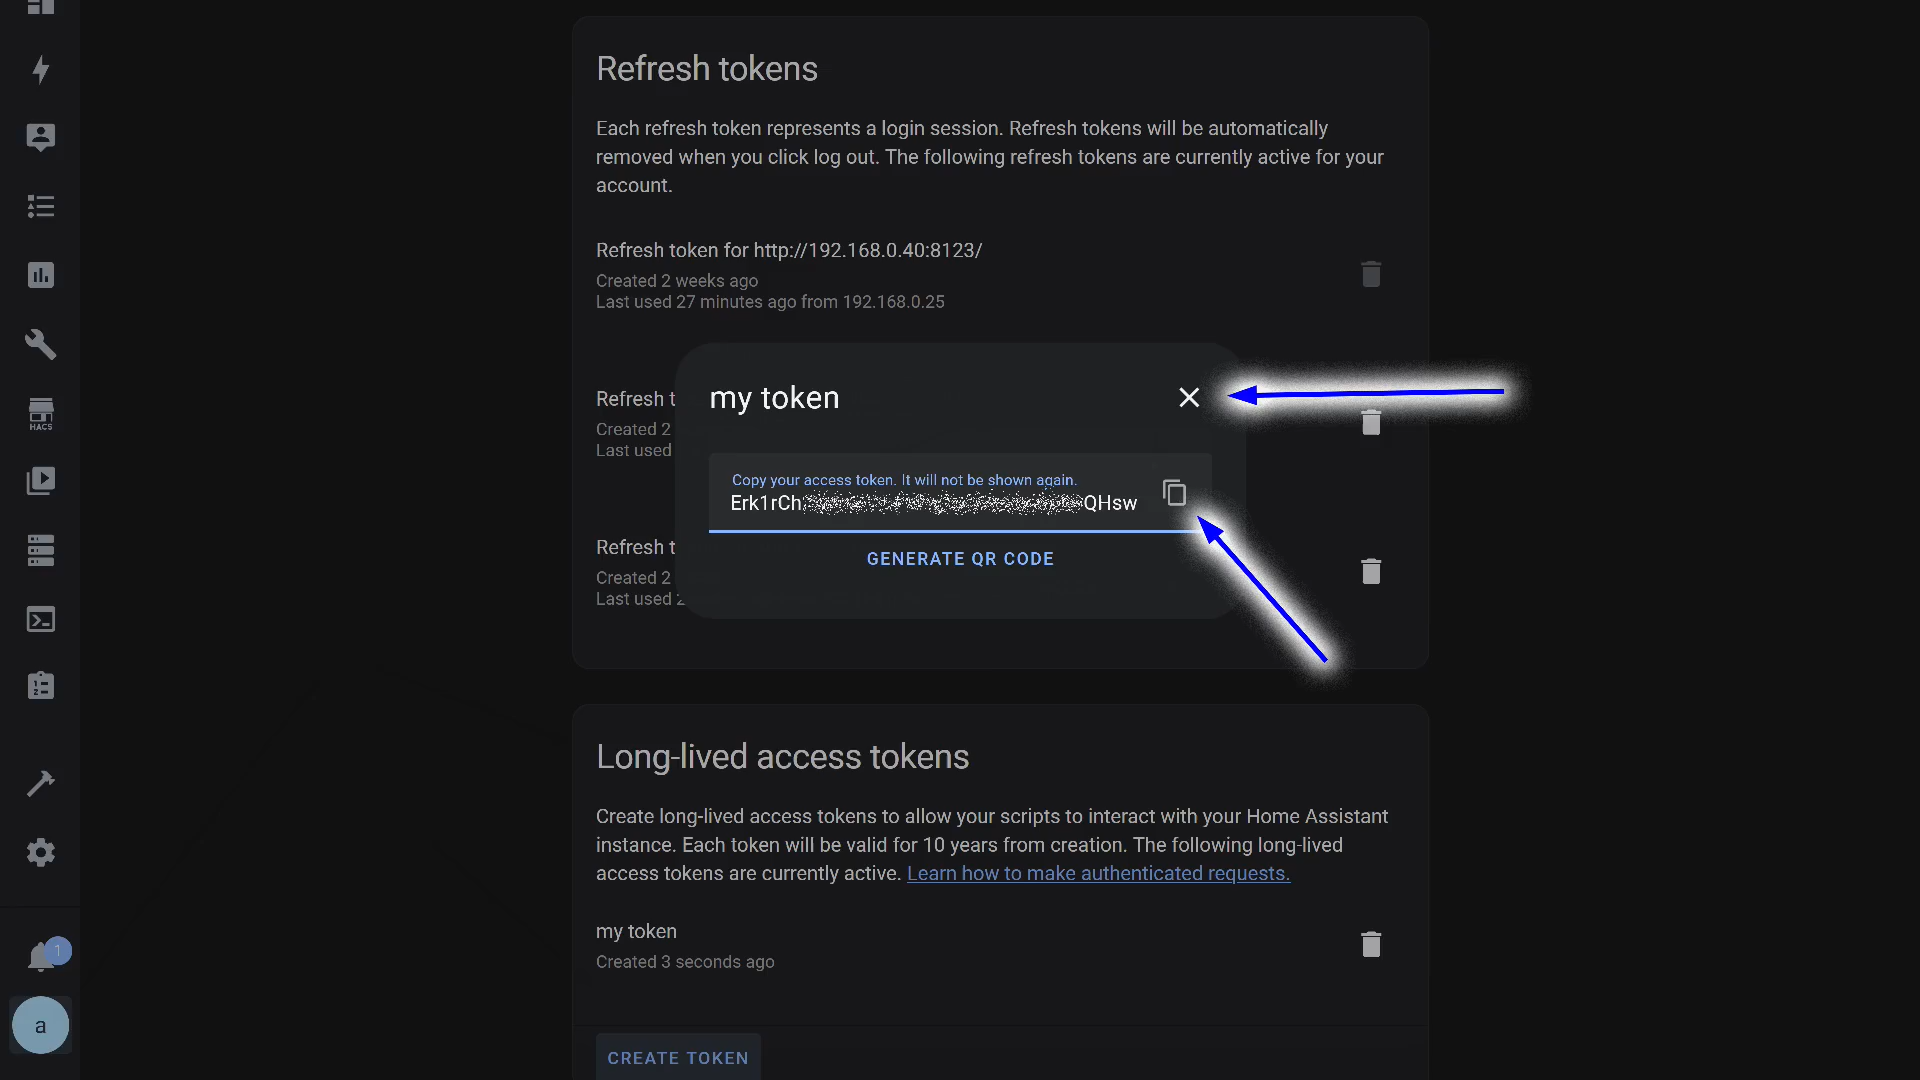 Refresh tokens
Each refresh token represents a login session. Refresh tokens will be automatically
removed when you click log out. The following refresh tokens are currently active for your
account.
Refresh token for http://192.168.0.40:8123/
Created 2 weeks ago
Last used 27 minutes ago from 192.168.0.25
HACS
my token
Refresh t
Created 2
Last used
Copy your access token. It will not be shown again.
Erk1rCh QHsw
GENERATE QR CODE
Refresh t
Created 2
Last used 2
Long-lived access tokens
Create long-lived access tokens to allow your scripts to interact with your Home Assistant
instance. Each token will be valid for 10 years from creation. The following long-lived
access tokens are currently active. Learn how to make authenticated requests.
my token
Created 3 seconds ago
1
a
CREATE TOKEN